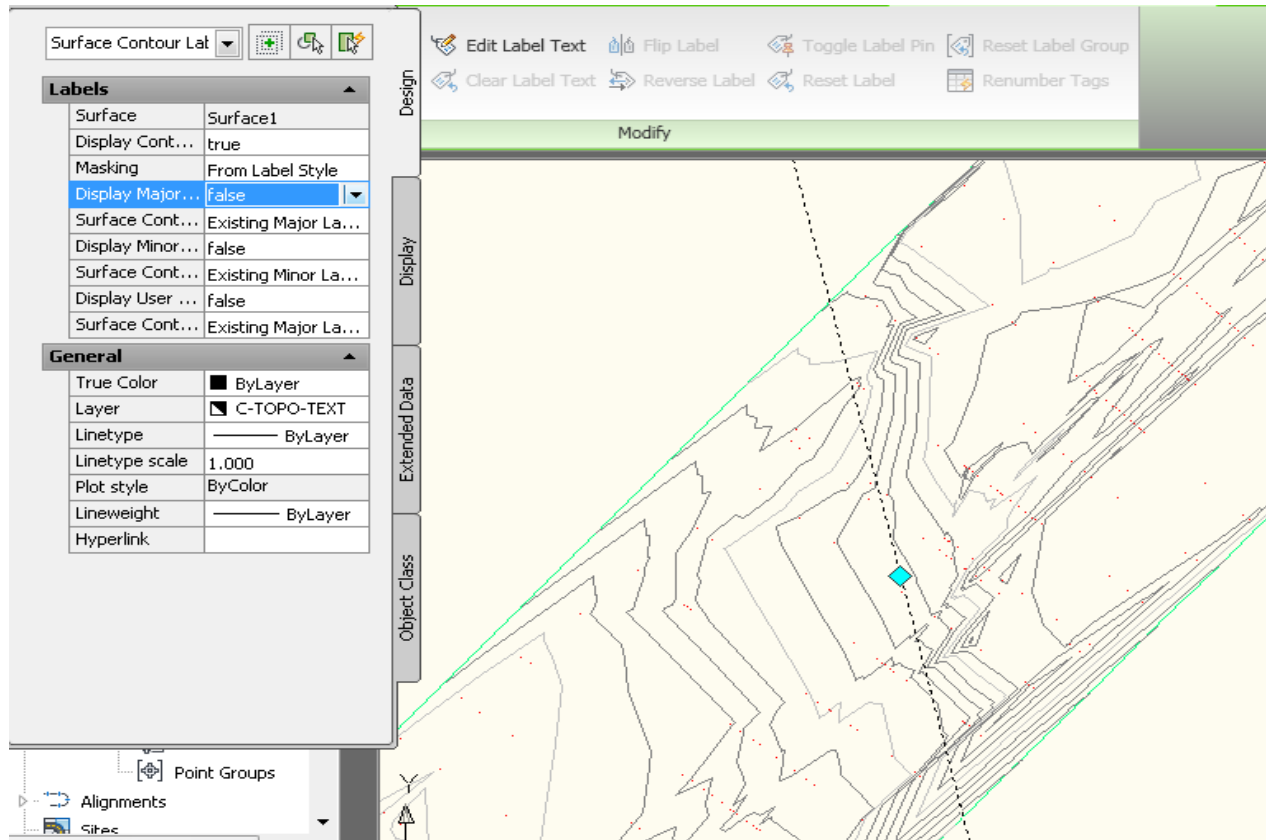 Surface Contour Lat
Labels
Surface Surface1
Display Cont... true
Masking From Label Style
Display Major... false
Surface Cont... Existing Major La...
Display Minor... false
Surface Cont... Existing Minor La...
Display User ... false
Surface Cont... Existing Major La...
General
True Color ByLayer
Layer C-TOPO-TEXT
Linetype ByLayer
Linetype scale 1.000
Plot style ByColor
Lineweight ByLayer
Hyperlink
Design
Display
Extended Data
Object Class
Edit Label Text Flip Label Toggle Label Pin Reset Label Group
Clear Label Text Reverse Label Reset Label Renumber Tags
Modify
Point Groups
Alignments
Sites
Y